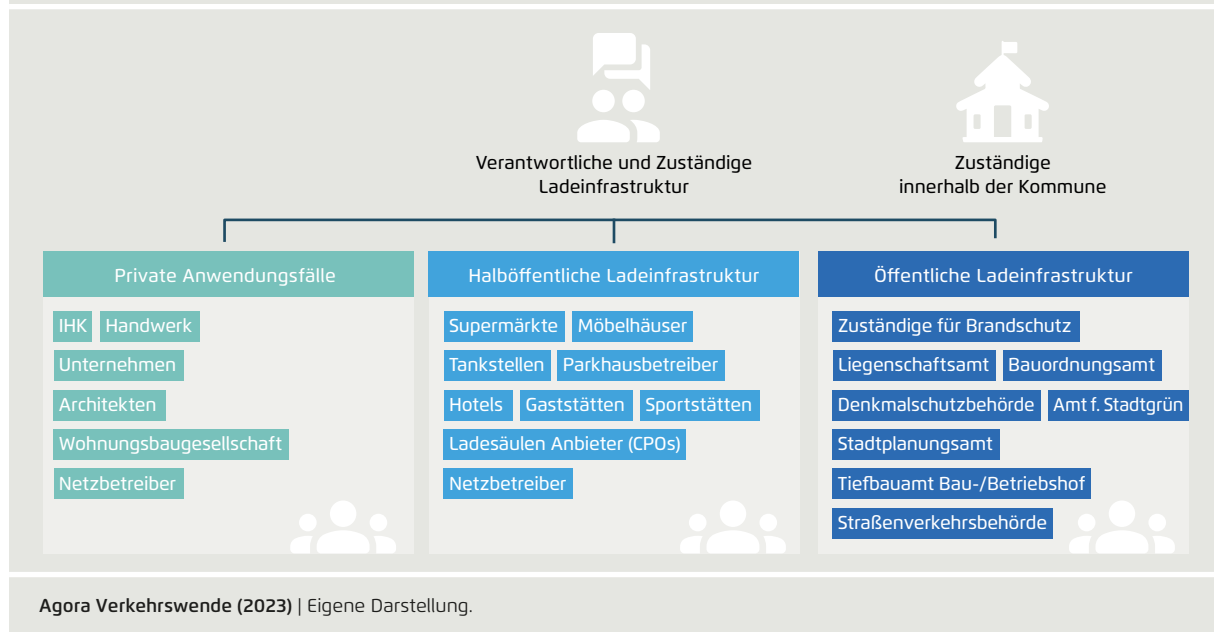 Verantwortliche und Zuständige
Ladeinfrastruktur
Zuständige
innerhalb der Kommune
Private Anwendungsfälle
IHK Handwerk
Unternehmen
Architekten
Wohnungsbaugesellschaft
Netzbetreiber
Halböffentliche Ladeinfrastruktur
Supermärkte Möbelhäuser
Tankstellen Parkhausbetreiber
Hotels Gaststätten Sportstätten
Ladesäulen Anbieter (CPOs)
Netzbetreiber
Öffentliche Ladeinfrastruktur
Zuständige für Brandschutz
Liegenschaftsamt Bauordnungsamt
Denkmalschutzbehörde Amt f. Stadtgrün
Stadtplanungsamt
Tiefbauamt Bau-/Betriebshof
Straßenverkehrsbehörde
Agora Verkehrswende (2023) | Eigene Darstellung.